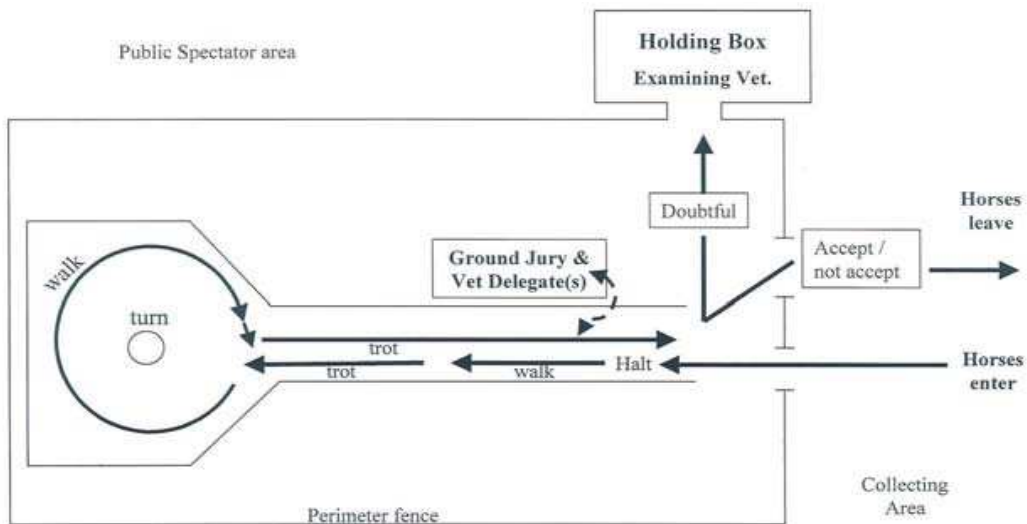 Public Spectator area
Holding Box
Examining Vet.
Doubtful
Horses
leave
Accept /
not accept
Ground Jury &
Vet Delegate(s)
walk
turn
trot
trot
walk
Halt
Horses
enter
Collecting
Area
Perimeter fence